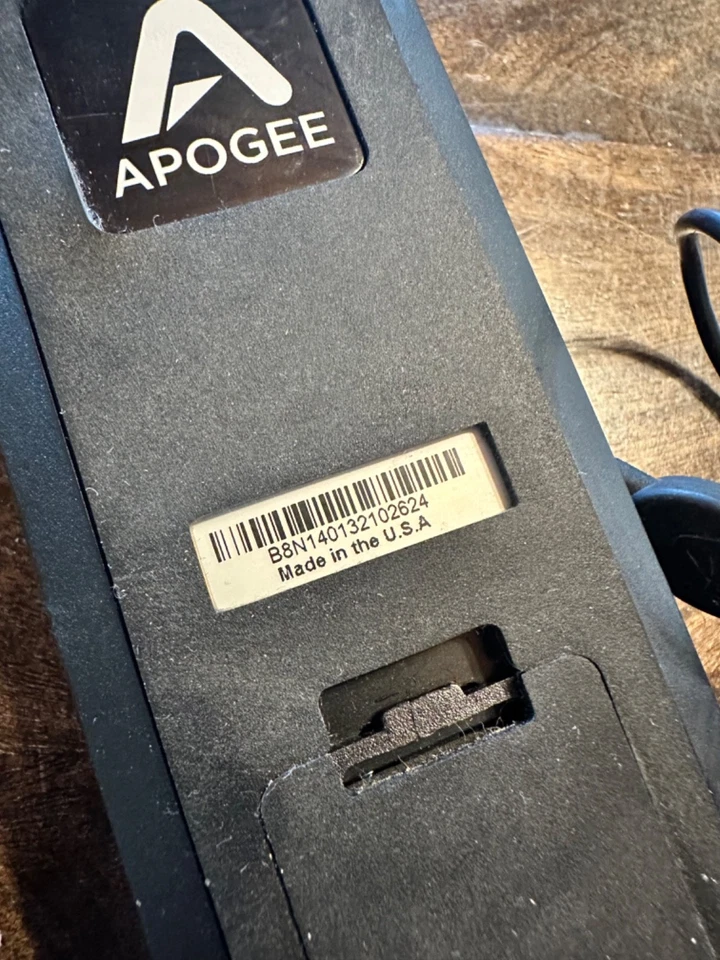 APOGEE
B8N140132102624
Made in the U.S.A